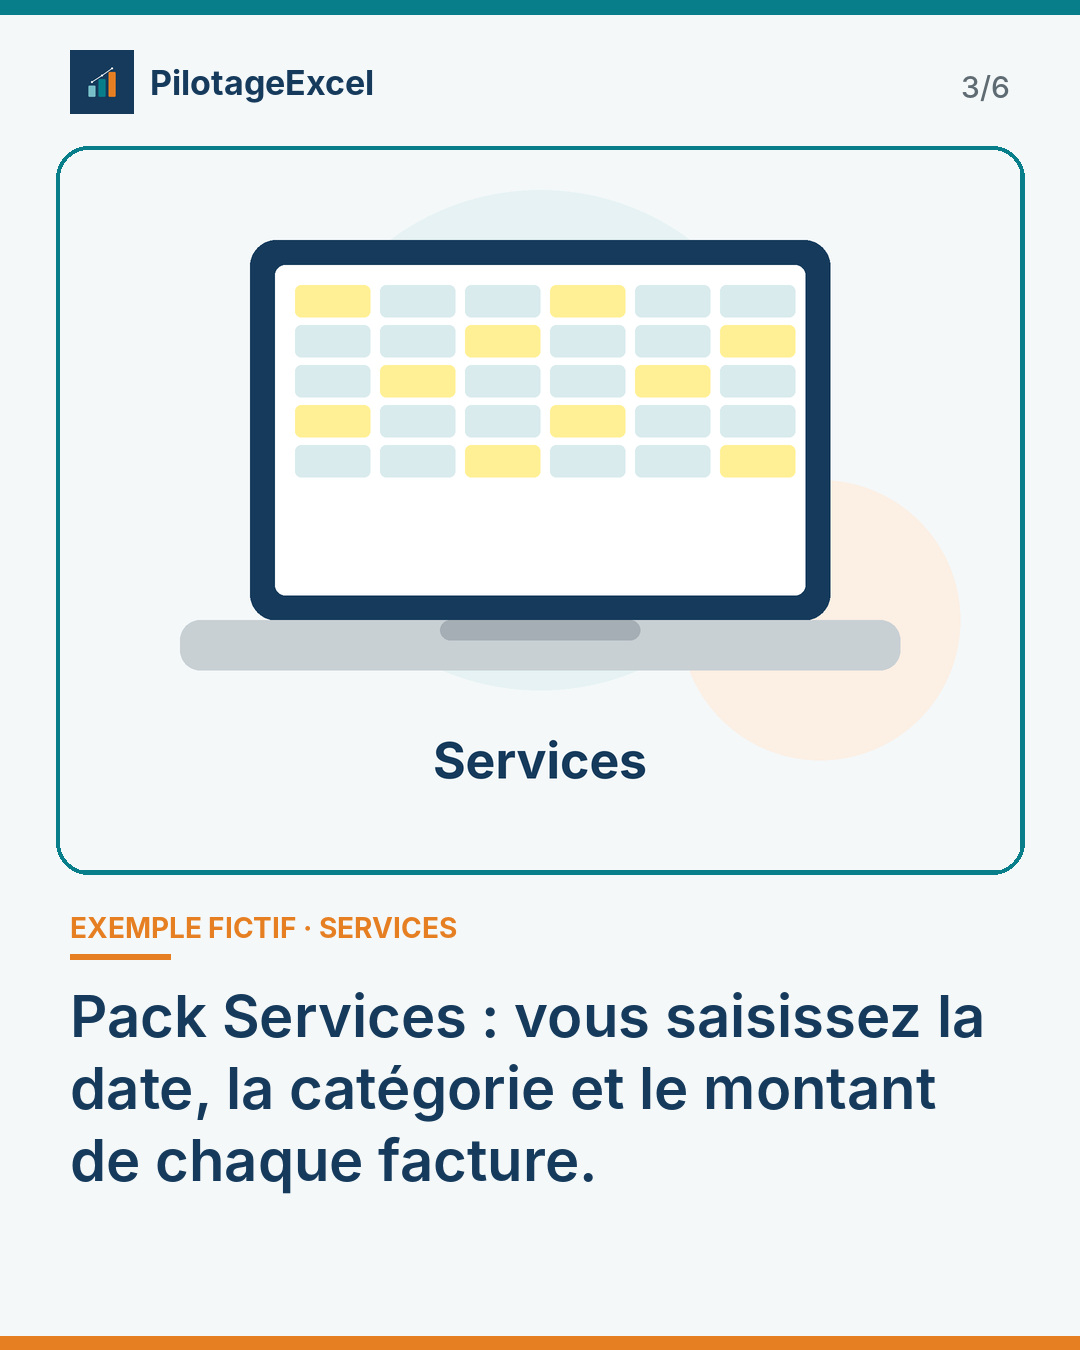 PilotageExcel
3/6
Services
EXEMPLE FICTIF · SERVICES
Pack Services : vous saisissez la
date, la catégorie et le montant
de chaque facture.